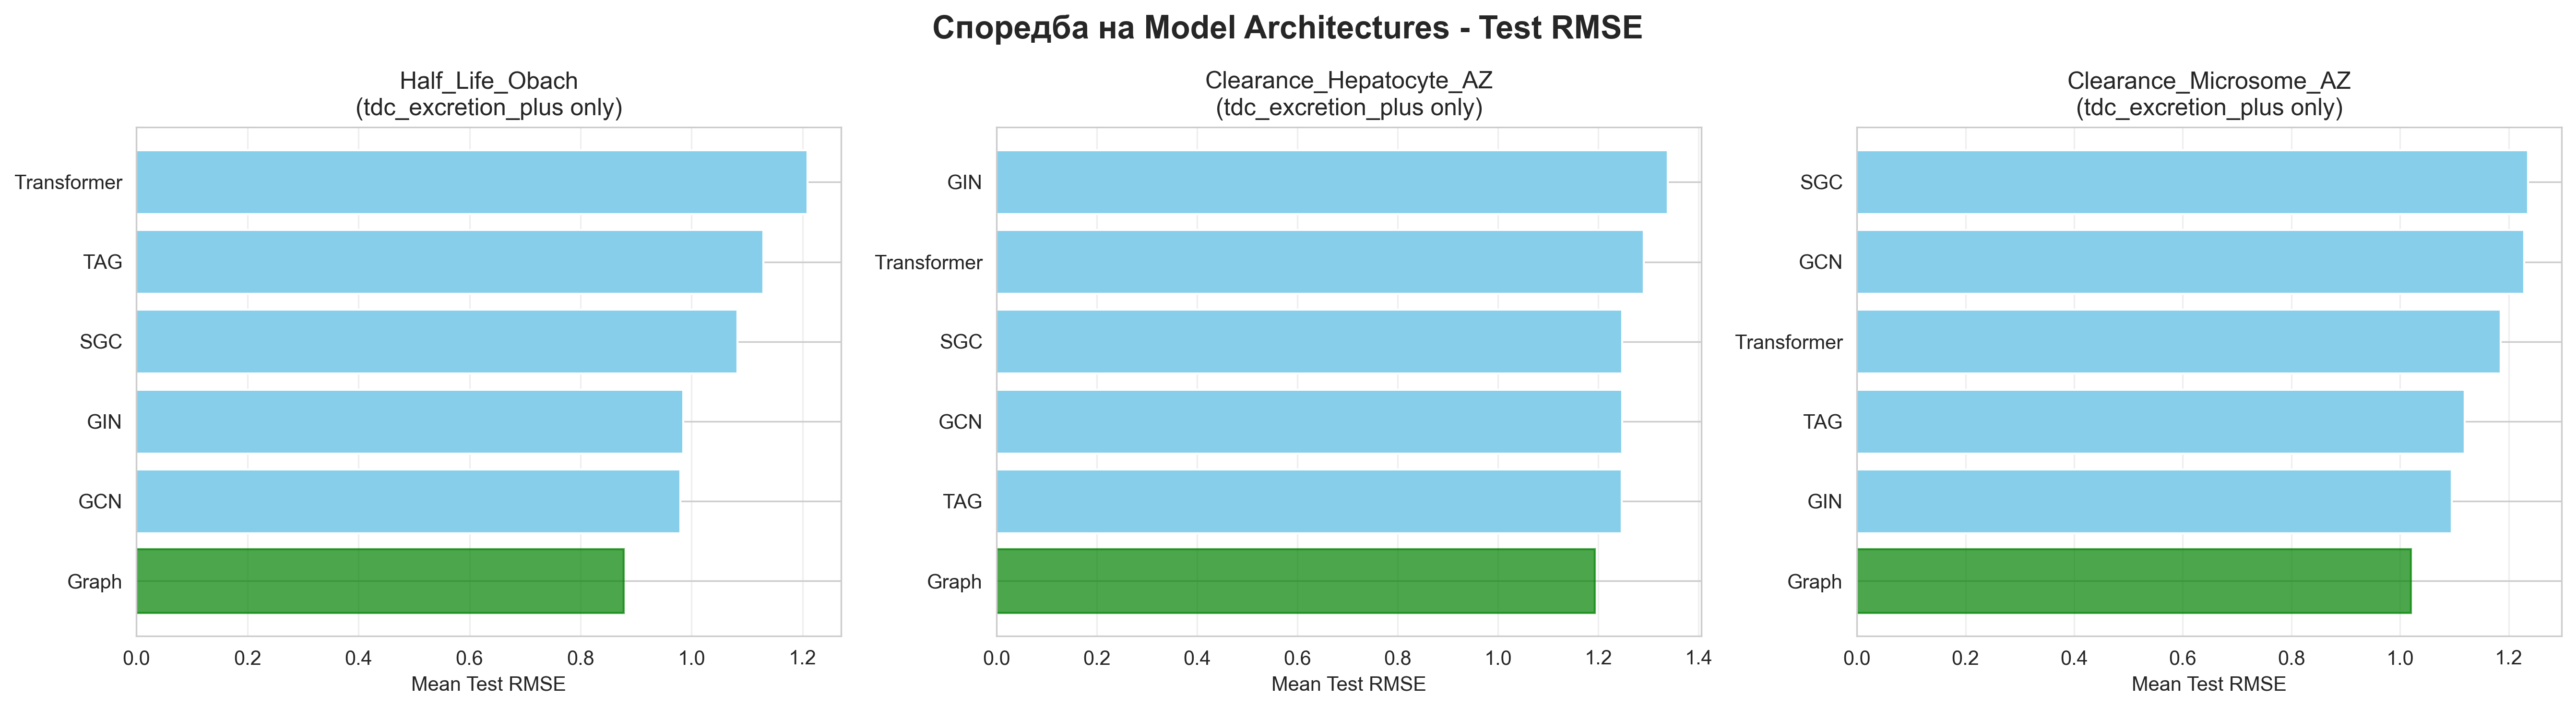 Споредба на Model Architectures - Test RMSE
Half_Life_Obach
(tdc_excretion_plus only)
Transformer
TAG
SGC
GIN
GCN
Graph
0.0 0.2 0.4 0.6 0.8 1.0 1.2
Mean Test RMSE
Clearance_Hepatocyte_AZ
(tdc_excretion_plus only)
GIN
Transformer
SGC
GCN
TAG
Graph
0.0 0.2 0.4 0.6 0.8 1.0 1.2 1.4
Mean Test RMSE
Clearance_Microsome_AZ
(tdc_excretion_plus only)
SGC
GCN
Transformer
TAG
GIN
Graph
0.0 0.2 0.4 0.6 0.8 1.0 1.2
Mean Test RMSE